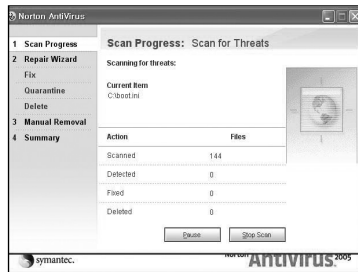 Norton AntiVirus
1 Scan Progress
2 Repair Wizard
Fix
Quarantine
Delete
3 Manual Removal
4 Summary
Scan Progress: Scan for Threats
Scanning for threats:
Current Item
C:\boot.ini
Action Files
Scanned 144
Detected 0
Fixed 0
Deleted 0
Pause Stop Scan
symantec.
Norton AntiVirus 2005